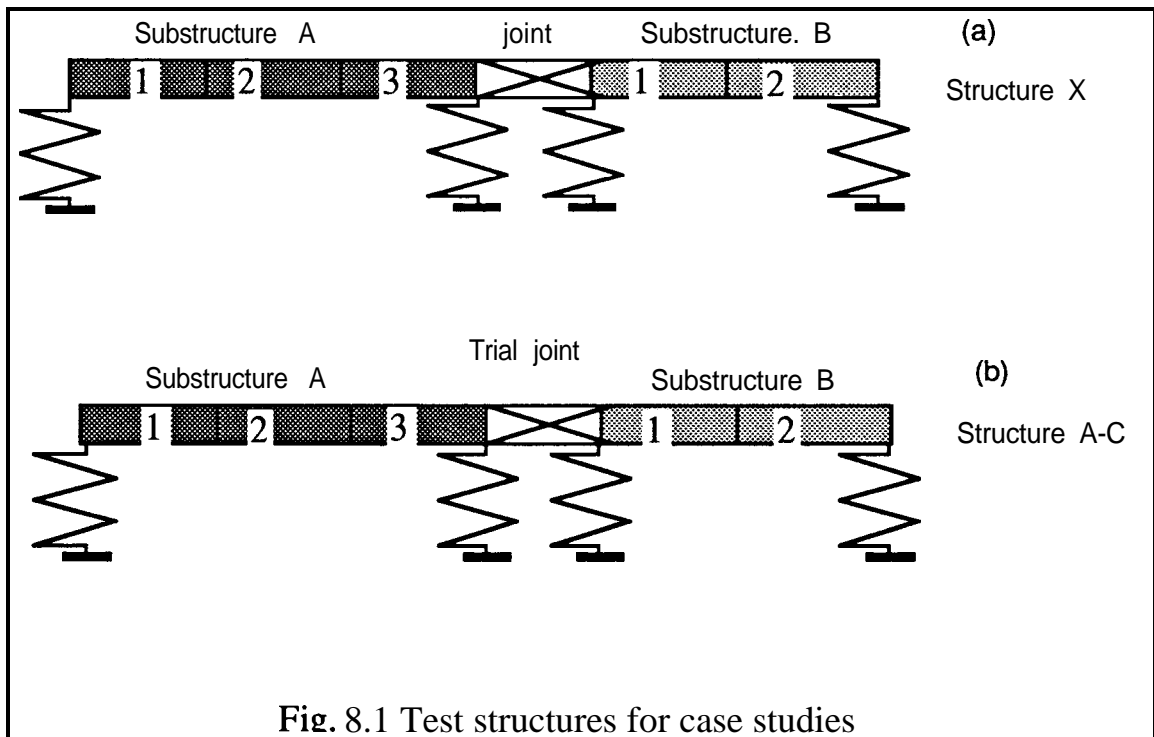 Substructure A joint Substructure. B (a)
1 2 3 1 2
Structure X
Trial joint
Substructure A Substructure B (b)
1 2 3 1 2
Structure A-C
Fig. 8.1 Test structures for case studies